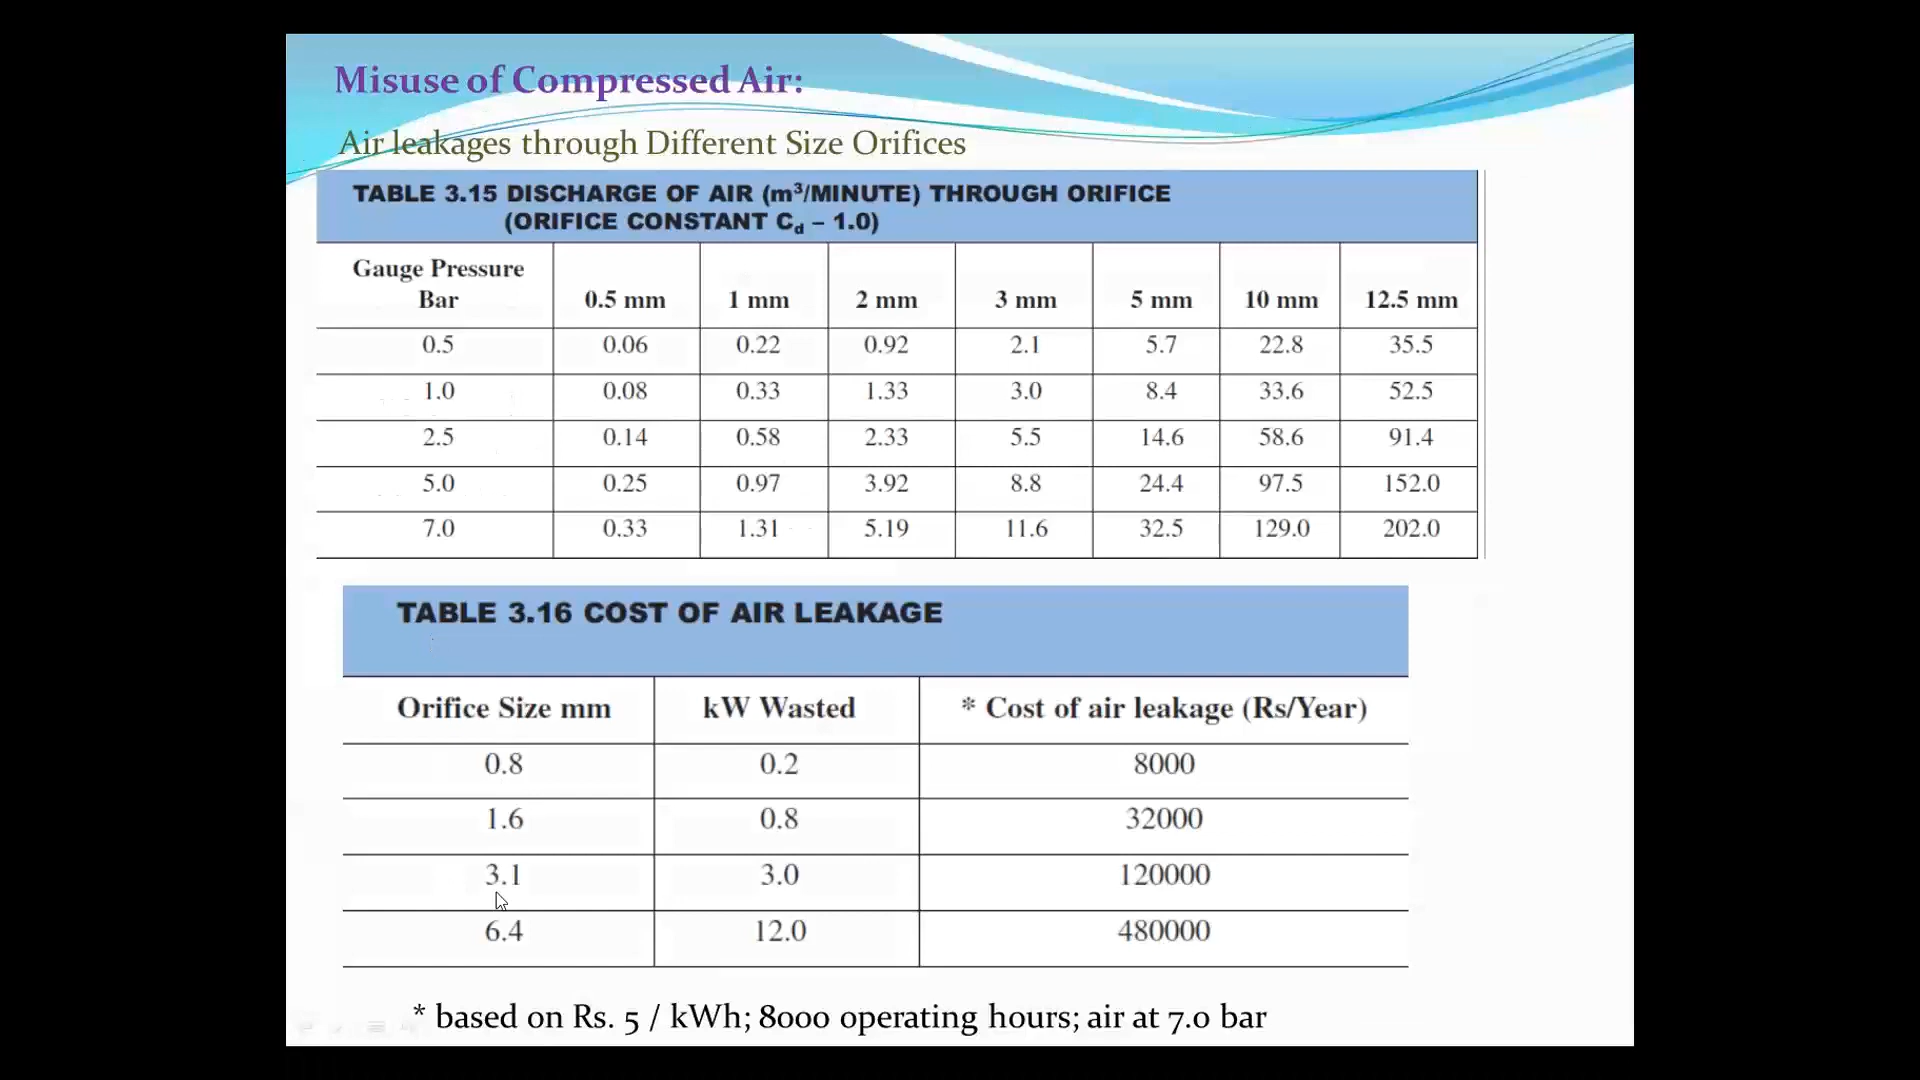 Misuse of Compressed Air:
Air leakages through Different Size Orifices
TABLE 3.15 DISCHARGE OF AIR (m³/MINUTE) THROUGH ORIFICE
(ORIFICE CONSTANT Cd – 1.0)
Gauge Pressure
Bar 0.5 mm 1 mm 2 mm 3 mm 5 mm 10 mm 12.5 mm
0.5 0.06 0.22 0.92 2.1 5.7 22.8 35.5
1.0 0.08 0.33 1.33 3.0 8.4 33.6 52.5
2.5 0.14 0.58 2.33 5.5 14.6 58.6 91.4
5.0 0.25 0.97 3.92 8.8 24.4 97.5 152.0
7.0 0.33 1.31 5.19 11.6 32.5 129.0 202.0
TABLE 3.16 COST OF AIR LEAKAGE
Orifice Size mm kW Wasted * Cost of air leakage (Rs/Year)
0.8 0.2 8000
1.6 0.8 32000
3.1 3.0 120000
6.4 12.0 480000
* based on Rs. 5 / kWh; 8000 operating hours; air at 7.0 bar